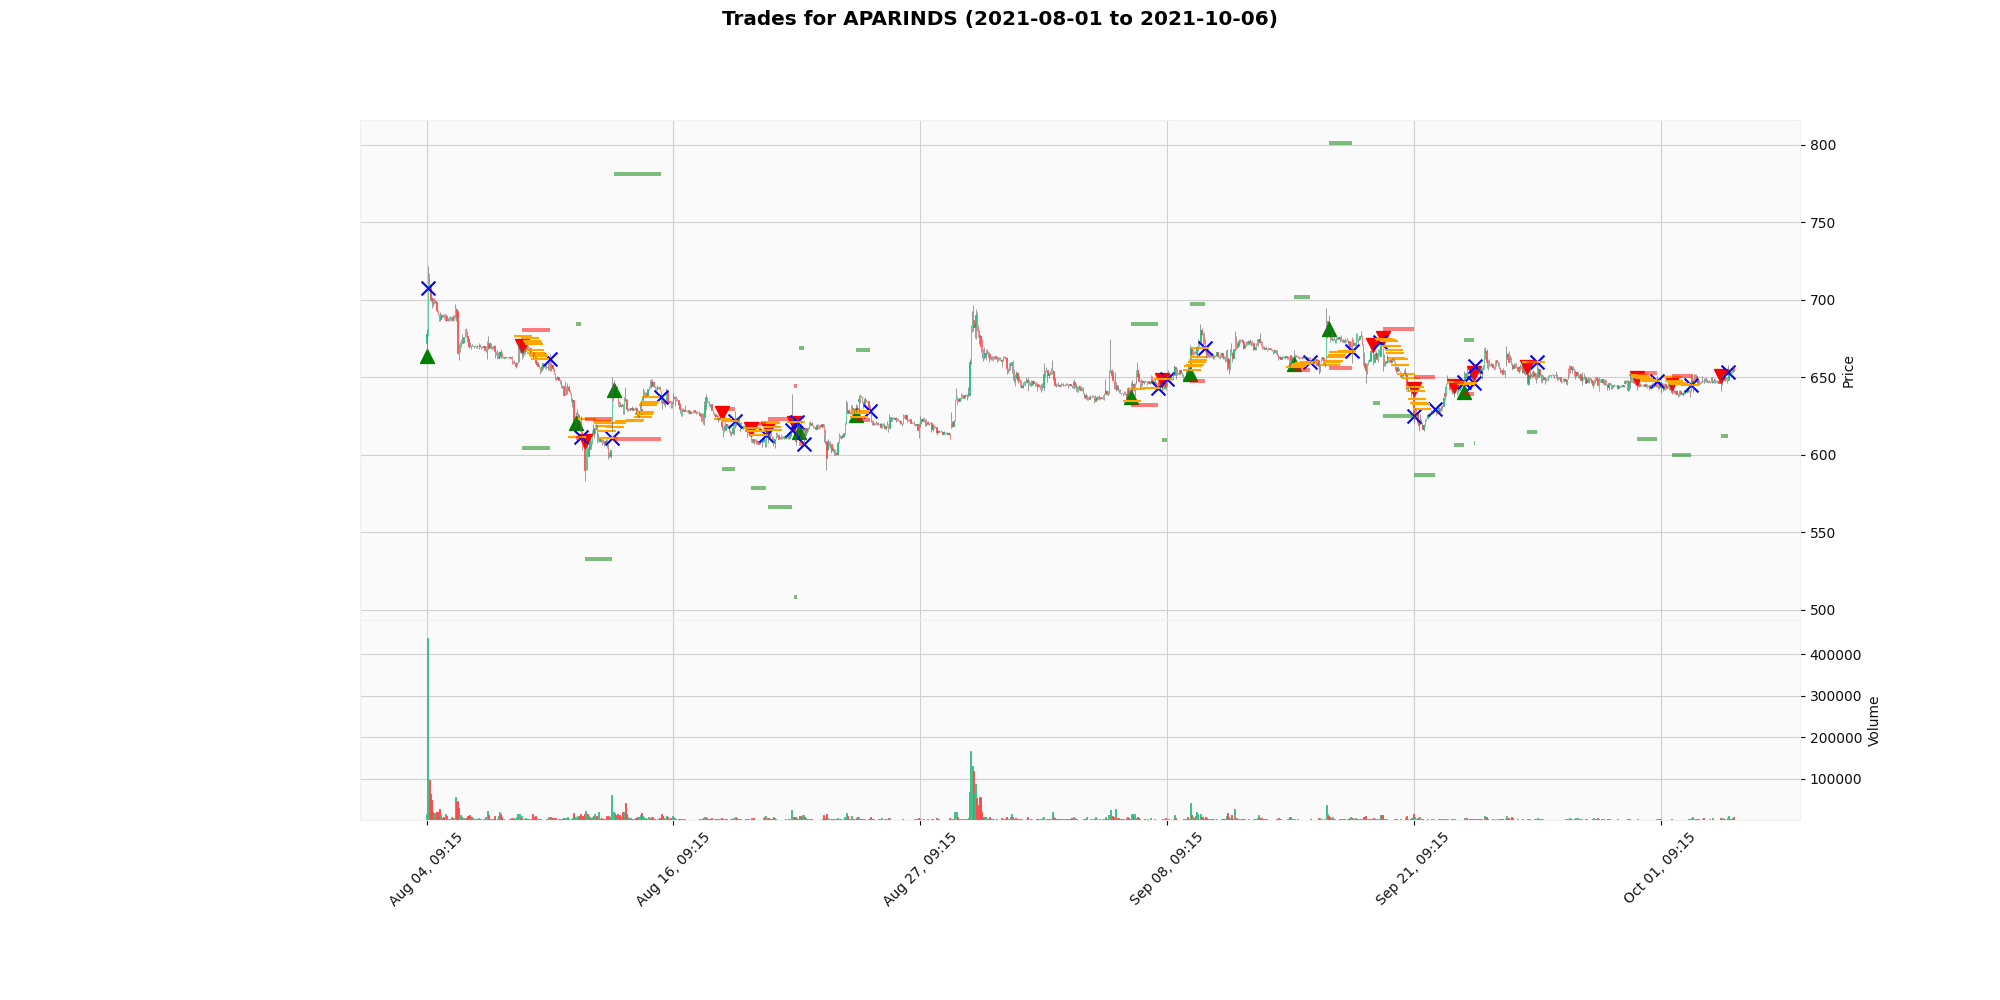 Trades for APARINDS (2021-08-01 to 2021-10-06)
800
750
700
650
600
550
500
Price
400000
300000
200000
100000
Volume
Aug 04, 09:15
Aug 16, 09:15
Aug 27, 09:15
Sep 08, 09:15
Sep 21, 09:15
Oct 01, 09:15